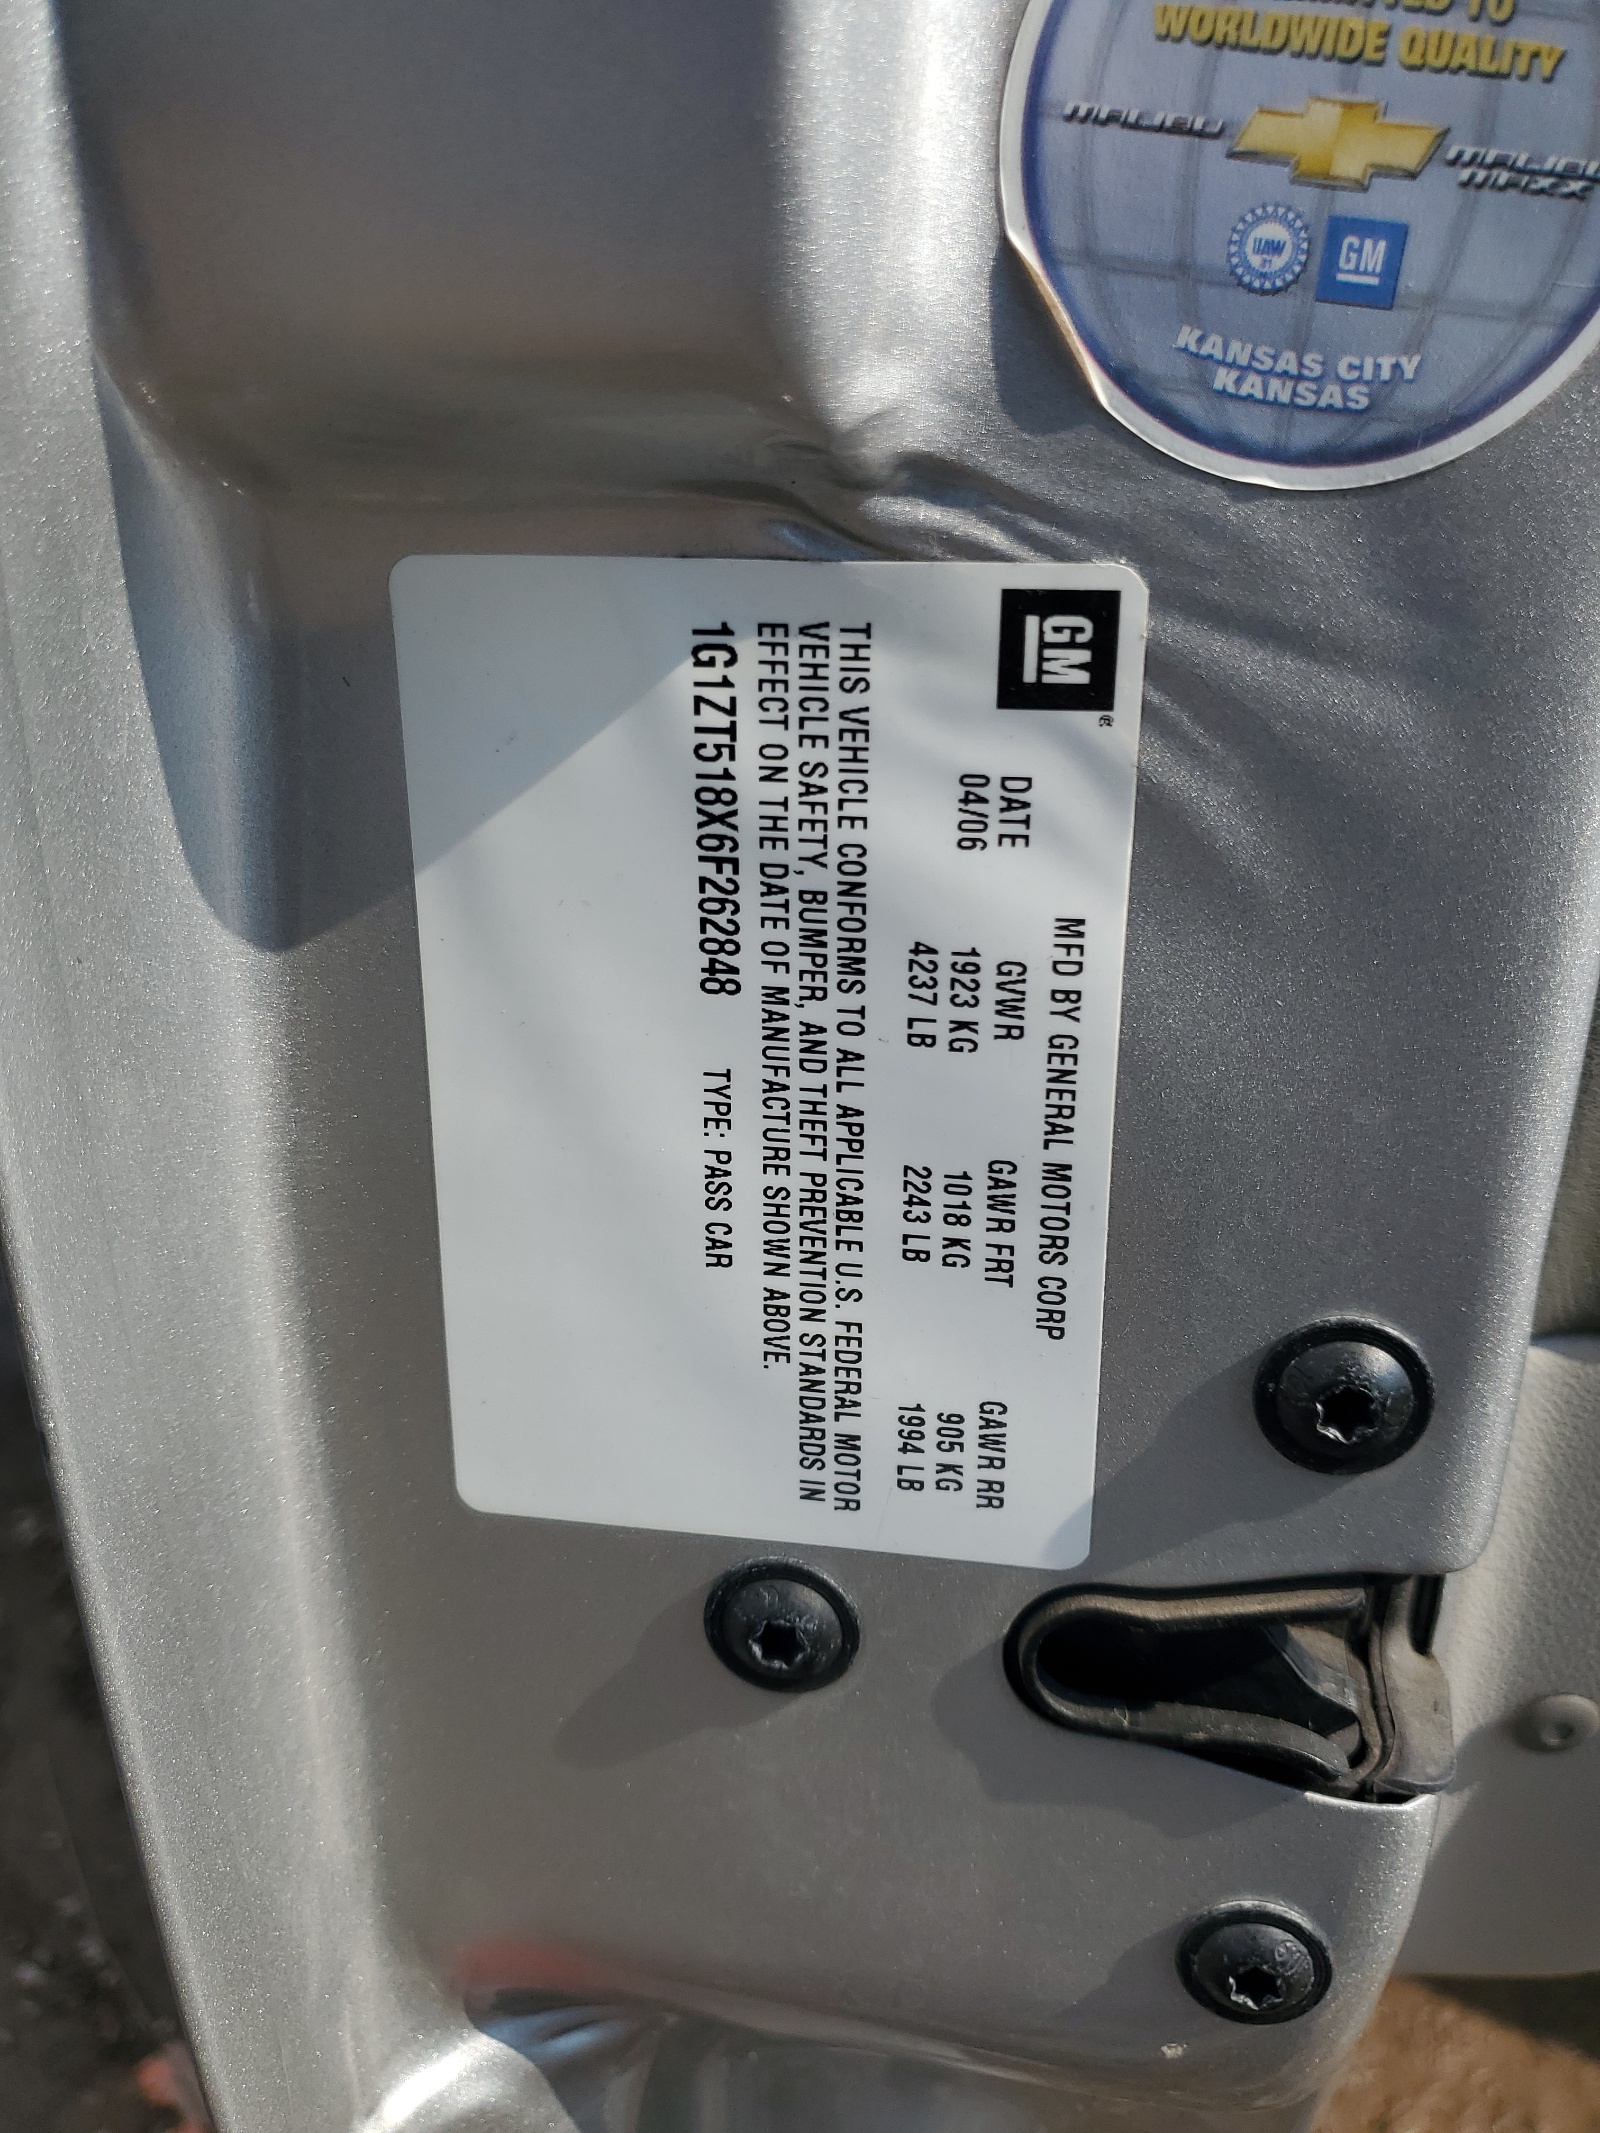 WORLDWIDE QUALITY
MALIBU
MALIBU
MAXX
UAW
31
GM
KANSAS CITY
KANSAS
GM
®
MFD BY GENERAL MOTORS CORP
DATE GVWR GAWR FRT GAWR RR
04/06 1923 KG 1018 KG 905 KG
4237 LB 2243 LB 1994 LB
THIS VEHICLE CONFORMS TO ALL APPLICABLE U.S. FEDERAL MOTOR
VEHICLE SAFETY, BUMPER, AND THEFT PREVENTION STANDARDS IN
EFFECT ON THE DATE OF MANUFACTURE SHOWN ABOVE.
1G1ZT518X6F262848 TYPE: PASS CAR